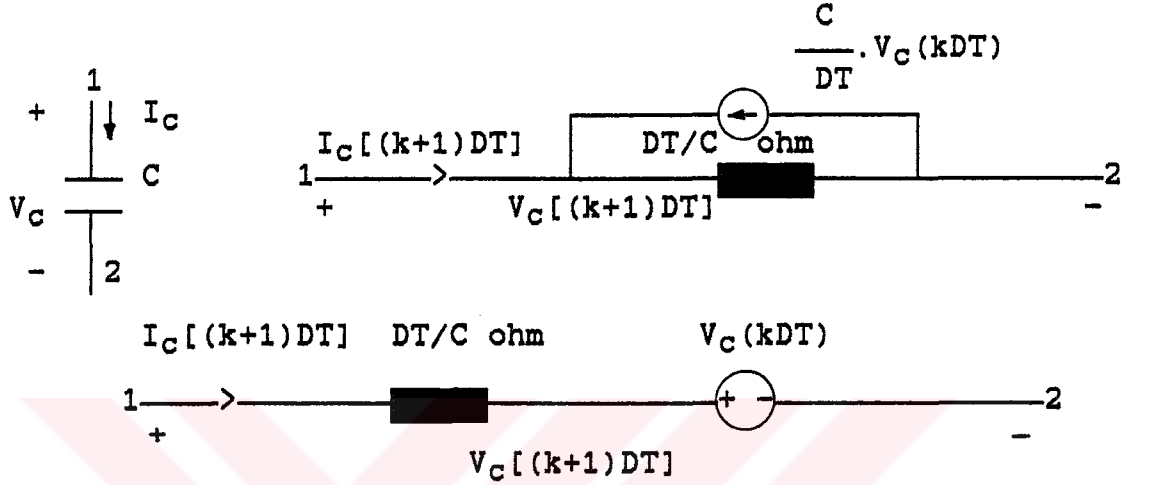 C
DT
.V_C(kDT)
1
+
I_C
C
V_C
-
2
I_C[(k+1)DT]
DT/C ohm
1
2
+
V_C[(k+1)DT]
-
I_C[(k+1)DT] DT/C ohm V_C(kDT)
1
+ -
2
+
-
V_C[(k+1)DT]